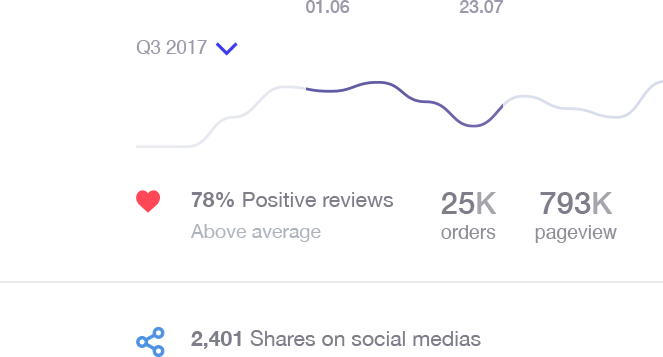 01.06 23.07
Q3 2017
78% Positive reviews 25K 793K
Above average orders pageview
2,401 Shares on social medias